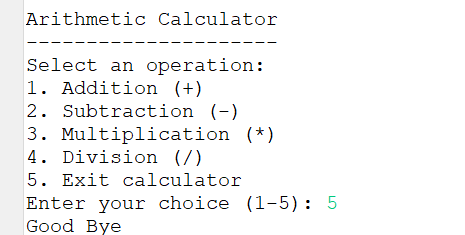 Arithmetic Calculator
---------------------
Select an operation:
1. Addition (+)
2. Subtraction (-)
3. Multiplication (*)
4. Division (/)
5. Exit calculator
Enter your choice (1-5): 5
Good Bye